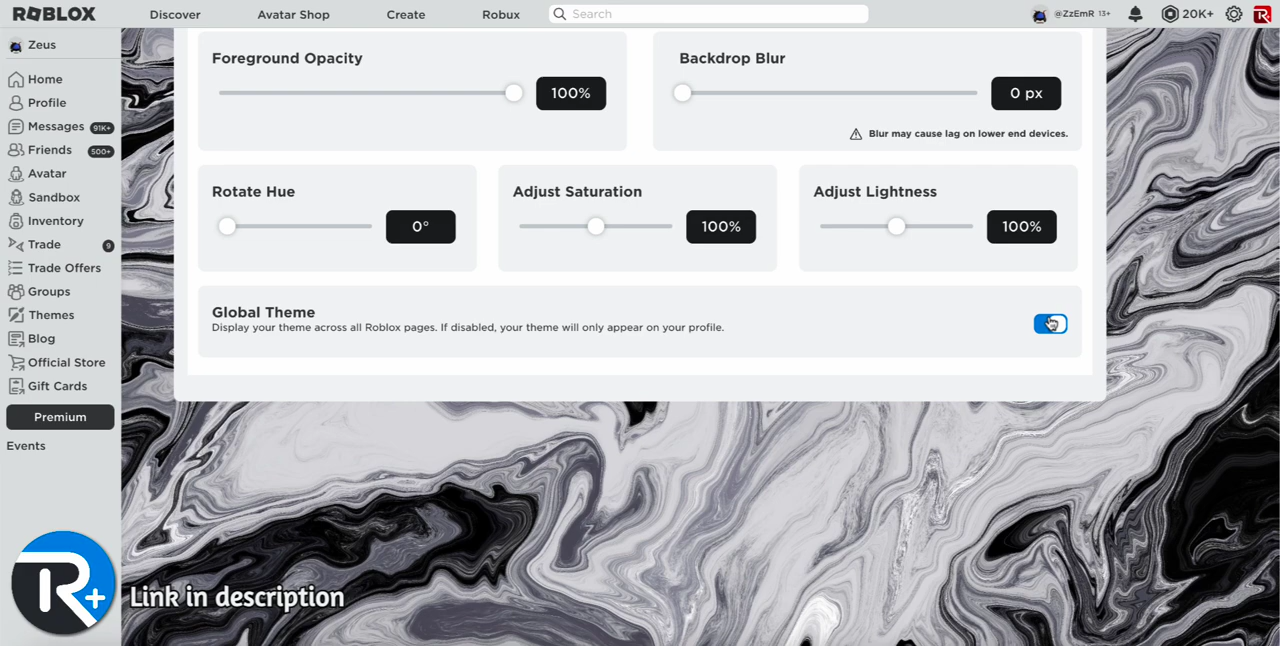 ROBLOX
Discover
Avatar Shop
Create
Robux
Search
@ZzEmR 13+
20K+
Zeus
Home
Profile
Messages 91K+
Friends 500+
Avatar
Sandbox
Inventory
Trade 9
Trade Offers
Groups
Themes
Blog
Official Store
Gift Cards
Premium
Events
Foreground Opacity
100%
Backdrop Blur
0 px
Blur may cause lag on lower end devices.
Rotate Hue
0°
Adjust Saturation
100%
Adjust Lightness
100%
Global Theme
Display your theme across all Roblox pages. If disabled, your theme will only appear on your profile.
R+
Link in description